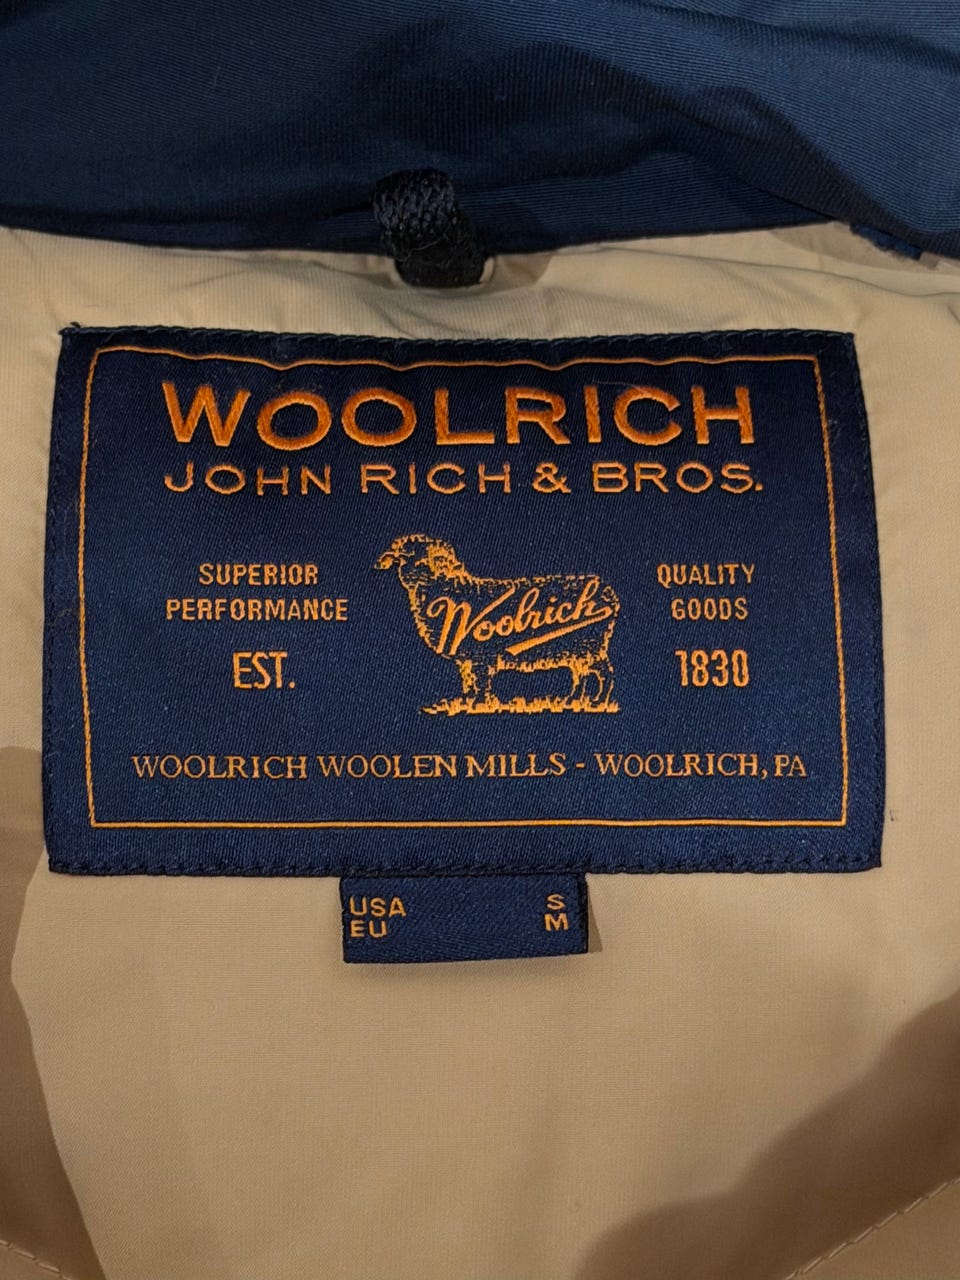 WOOLRICH
JOHN RICH & BROS.
SUPERIOR
PERFORMANCE
EST.
Woolrich
QUALITY
GOODS
1830
WOOLRICH WOOLEN MILLS - WOOLRICH, PA
USA S
EU M